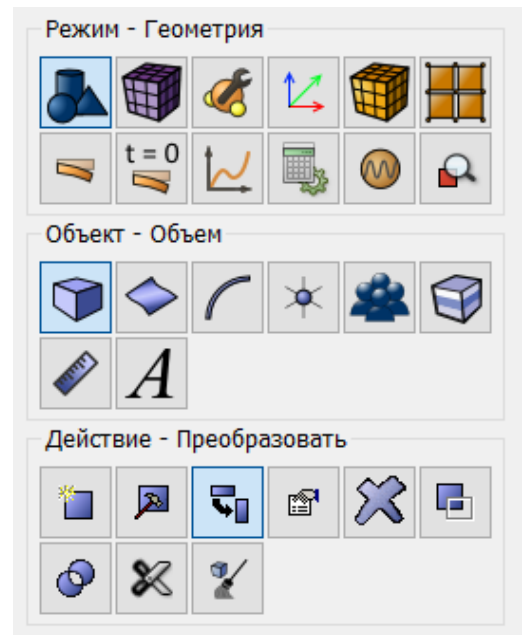 Режим - Геометрия
t = 0
Объект - Объем
A
Действие - Преобразовать